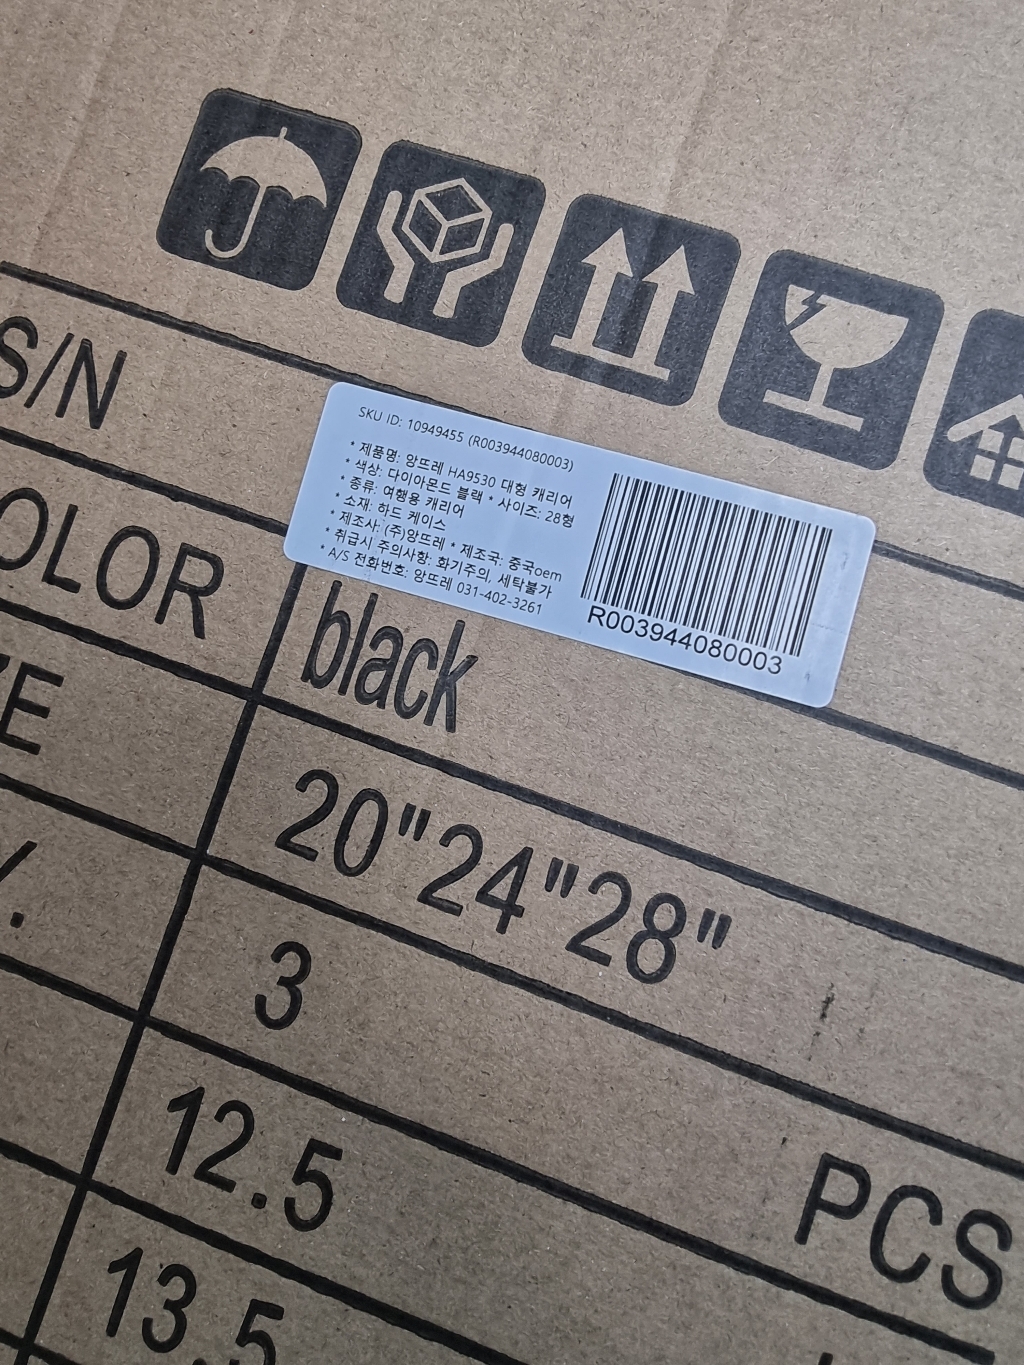 S/N
SKU ID: 10949455 (R003944080003)
* 제품명: 앙뜨레 HA9530 대형 캐리어
* 색상: 다이아몬드 블랙 * 사이즈: 28형
* 종류: 여행용 캐리어
* 소재: 하드 케이스
* 제조사: (주)앙뜨레 * 제조국: 중국oem
* 취급시 주의사항: 화기주의, 세탁불가
* A/S 전화번호: 앙뜨레 031-402-3261
R003944080003
OLOR
black
ZE
20"24"28"
3
PCS
12.5
13.5